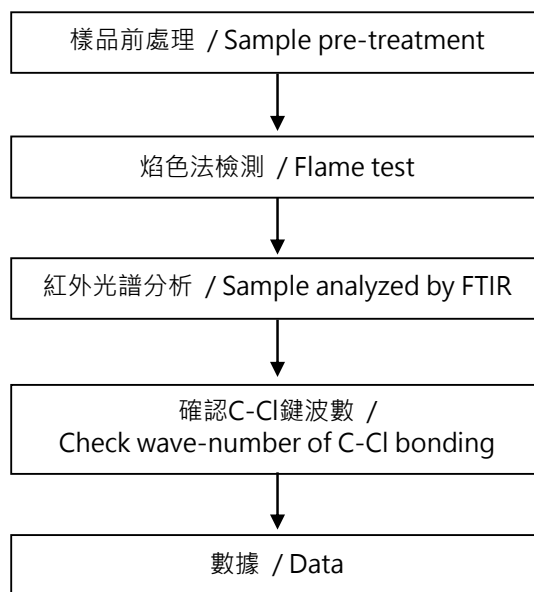 樣品前處理 / Sample pre-treatment
焰色法檢測 / Flame test
紅外光譜分析 / Sample analyzed by FTIR
確認C-Cl鍵波數 /
Check wave-number of C-Cl bonding
數據 / Data